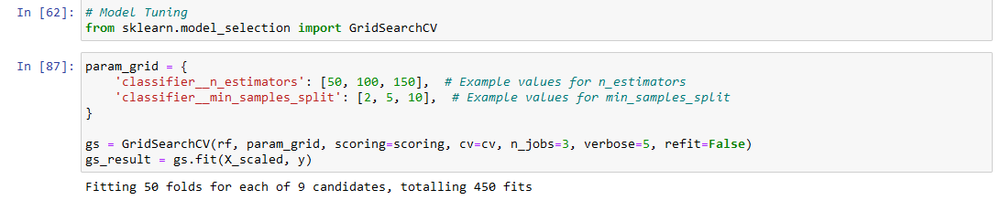 In [62]: # Model Tuning
from sklearn.model_selection import GridSearchCV
In [87]: param_grid = {
    'classifier__n_estimators': [50, 100, 150],  # Example values for n_estimators
    'classifier__min_samples_split': [2, 5, 10],  # Example values for min_samples_split
}
gs = GridSearchCV(rf, param_grid, scoring=scoring, cv=cv, n_jobs=3, verbose=5, refit=False)
gs_result = gs.fit(X_scaled, y)
Fitting 50 folds for each of 9 candidates, totalling 450 fits